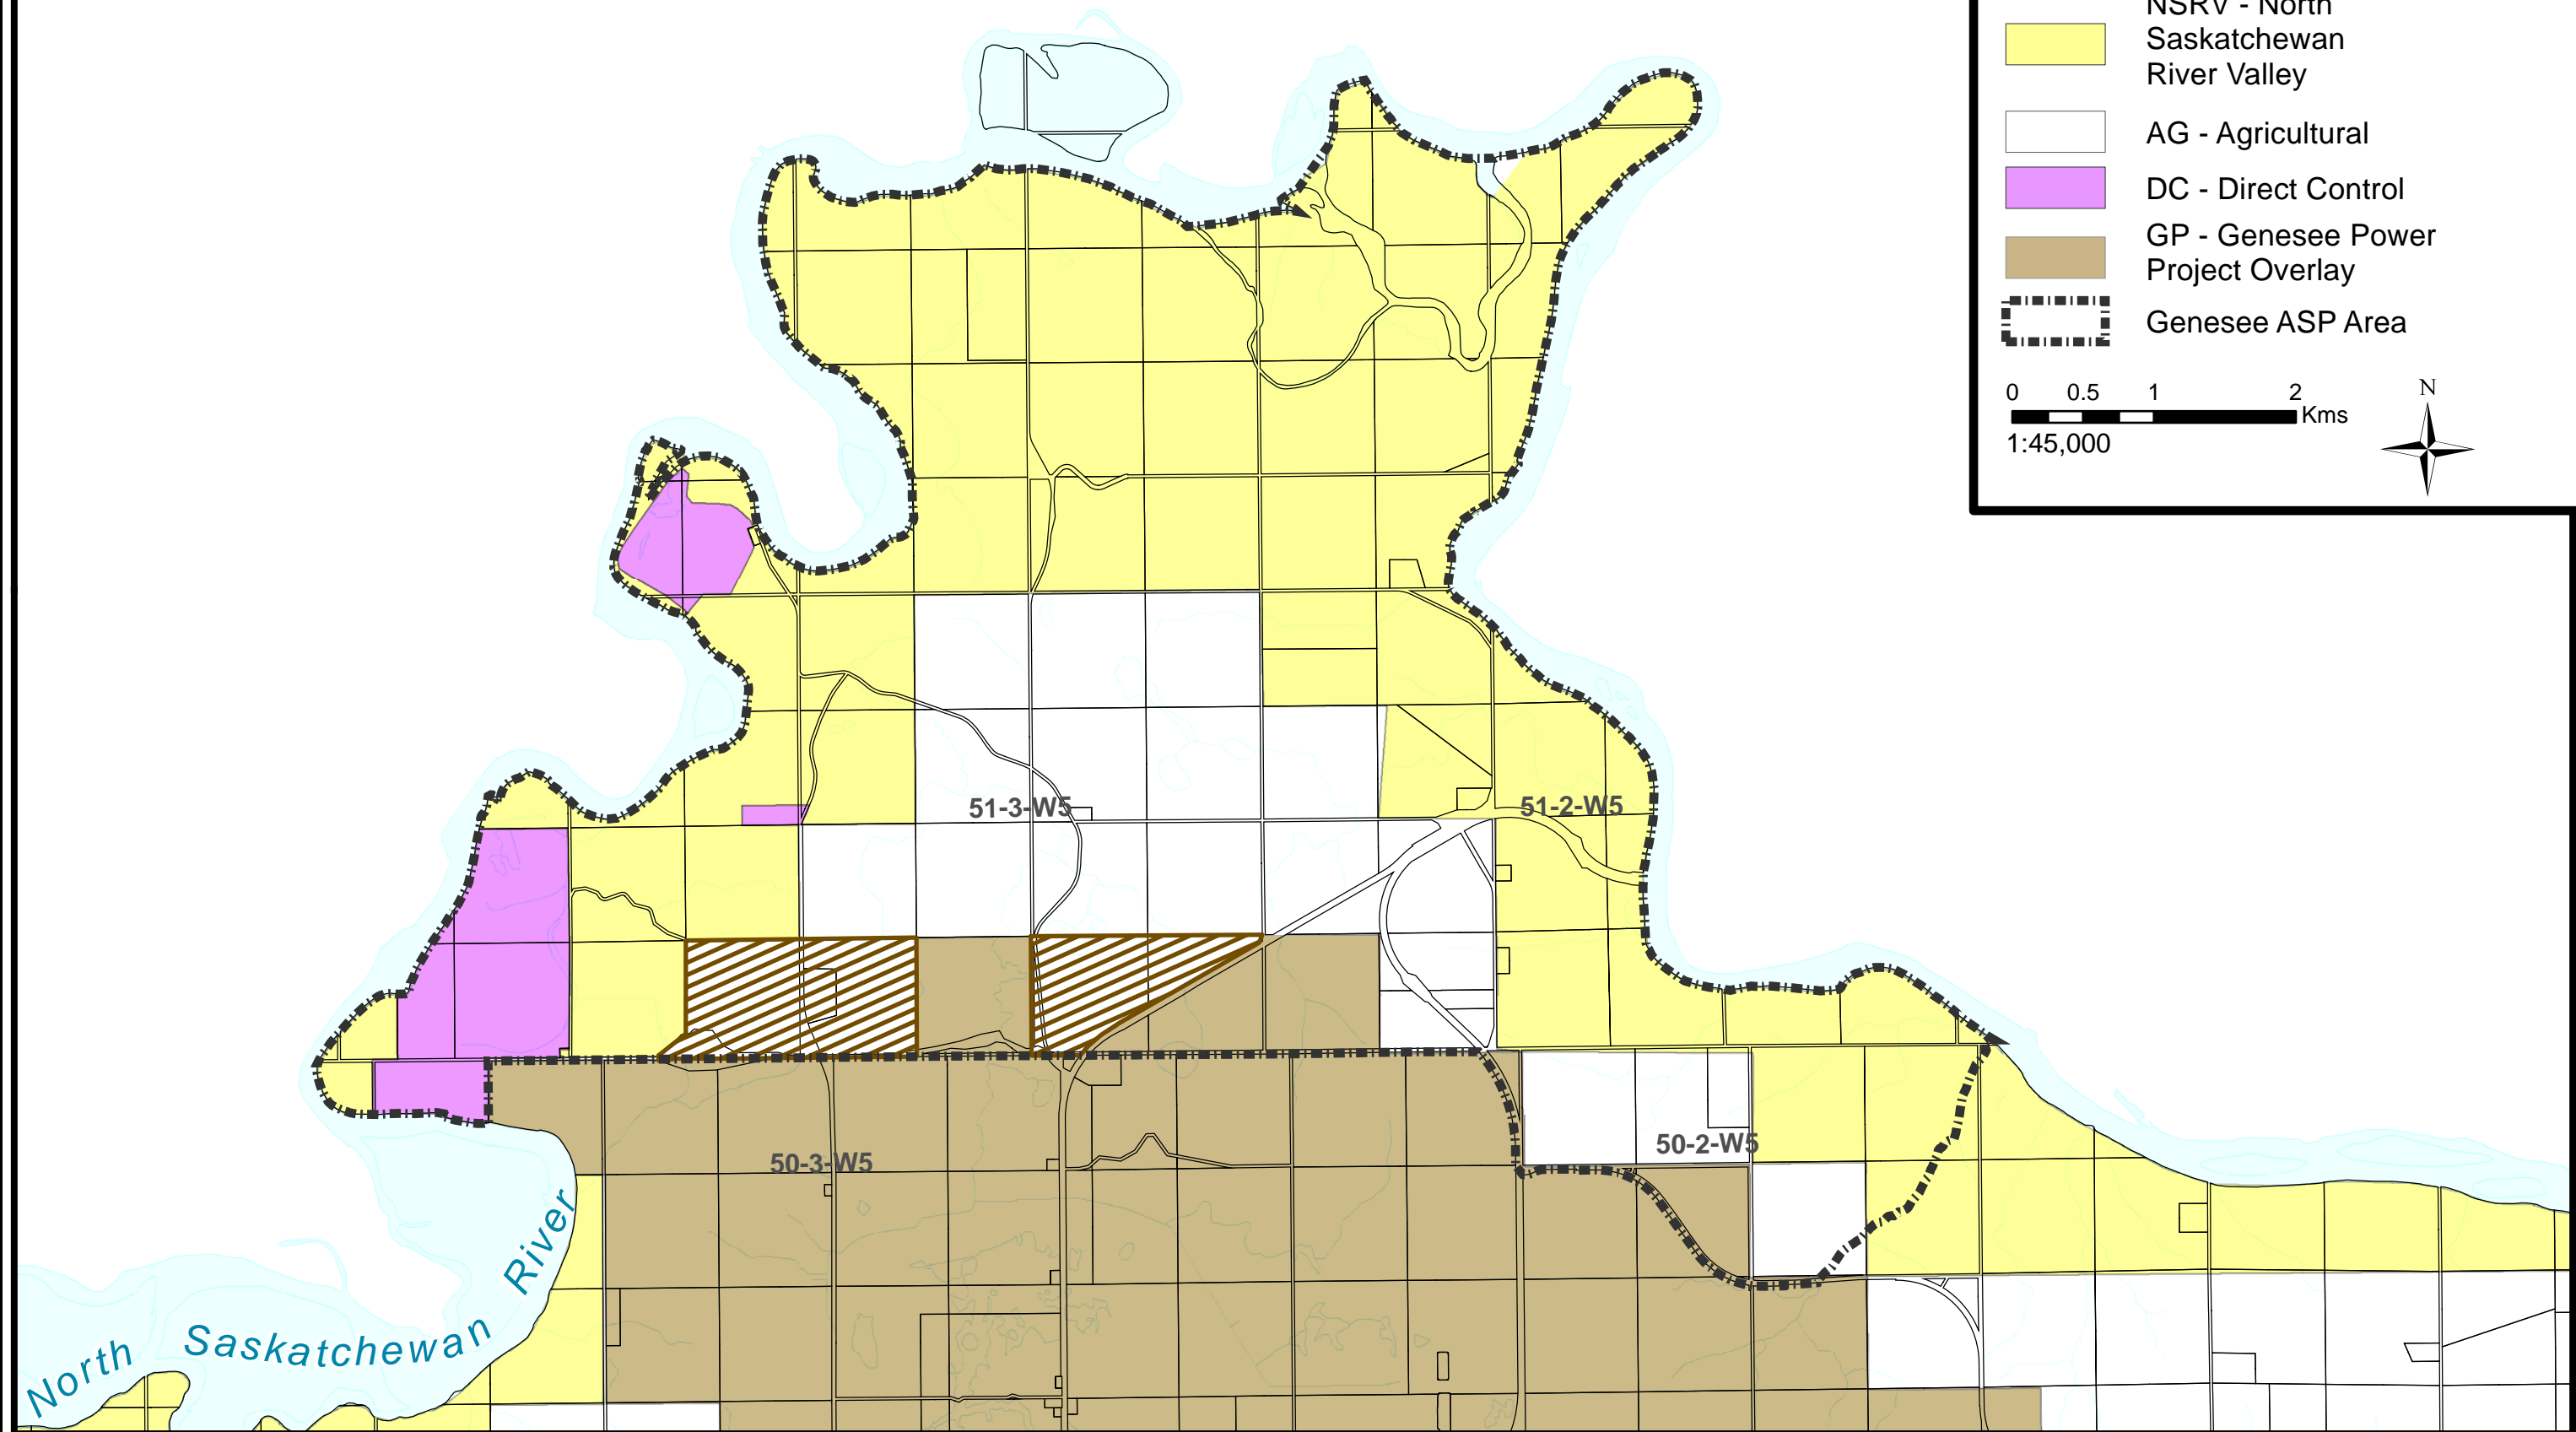 NSRV - North
Saskatchewan
River Valley
AG - Agricultural
DC - Direct Control
GP - Genesee Power
Project Overlay
Genesee ASP Area
0 0.5 1 2
Kms
1:45,000
N
51-3-W5
51-2-W5
50-3-W5
50-2-W5
North Saskatchewan River